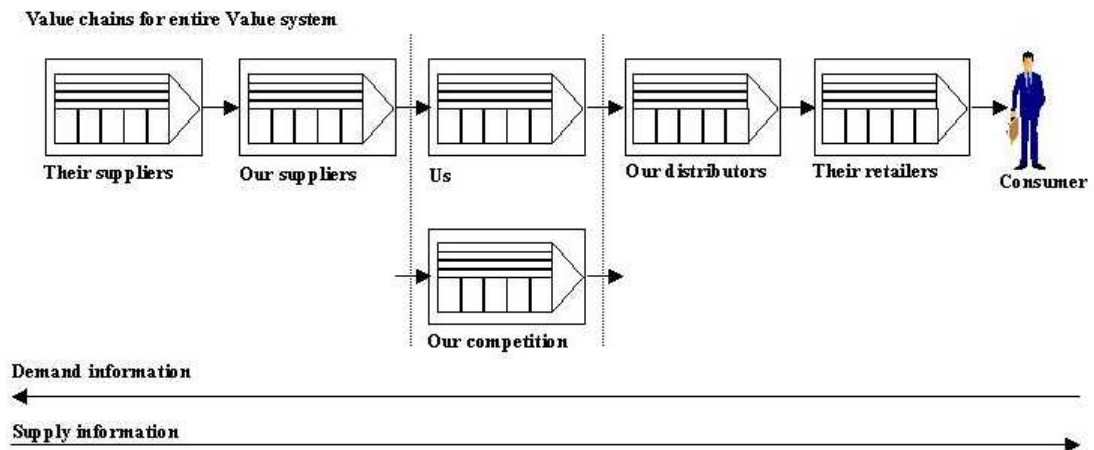 Value chains for entire Value system
Their suppliers
Our suppliers
Us
Our distributors
Their retailers
Consumer
Our competition
Demand information
Supply information